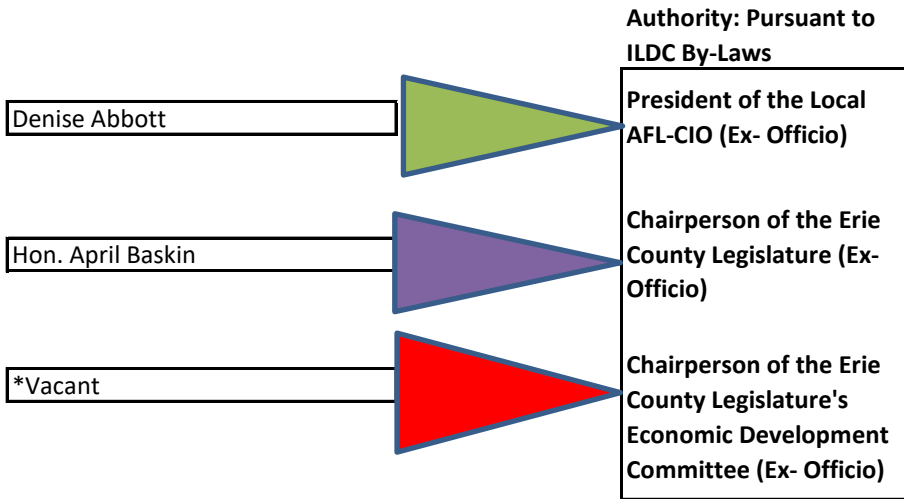 Authority: Pursuant to
ILDC By-Laws
Denise Abbott
President of the Local
AFL-CIO (Ex- Officio)
Hon. April Baskin
Chairperson of the Erie
County Legislature (Ex-
Officio)
*Vacant
Chairperson of the Erie
County Legislature's
Economic Development
Committee (Ex- Officio)